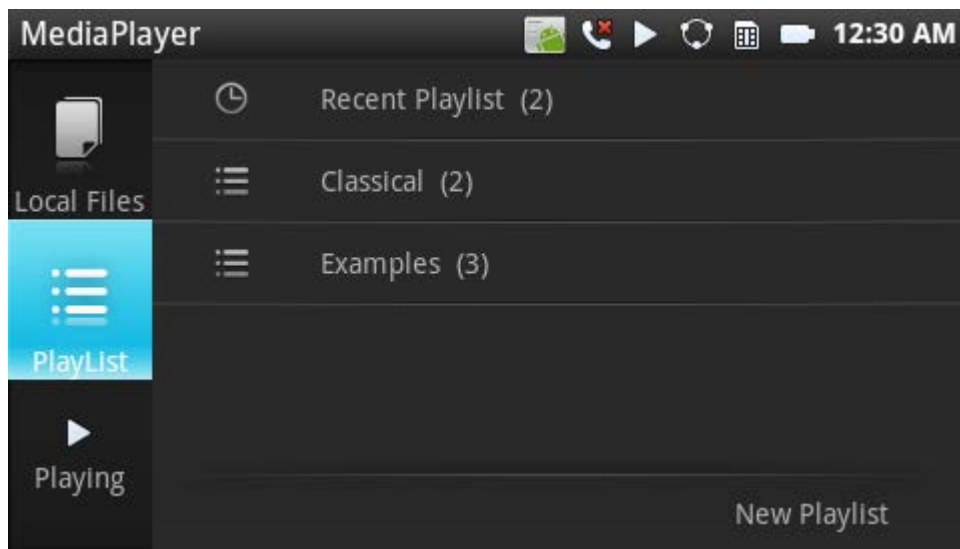 MediaPlayer 12:30 AM
Local Files
PlayList
Playing
Recent Playlist (2)
Classical (2)
Examples (3)
New Playlist